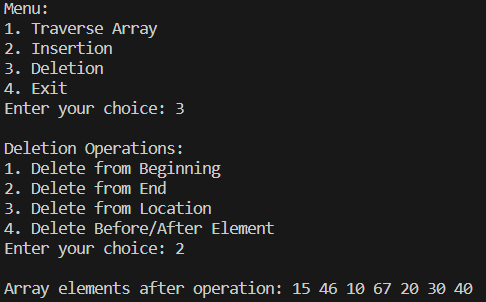 Menu:
1. Traverse Array
2. Insertion
3. Deletion
4. Exit
Enter your choice: 3

Deletion Operations:
1. Delete from Beginning
2. Delete from End
3. Delete from Location
4. Delete Before/After Element
Enter your choice: 2

Array elements after operation: 15 46 10 67 20 30 40